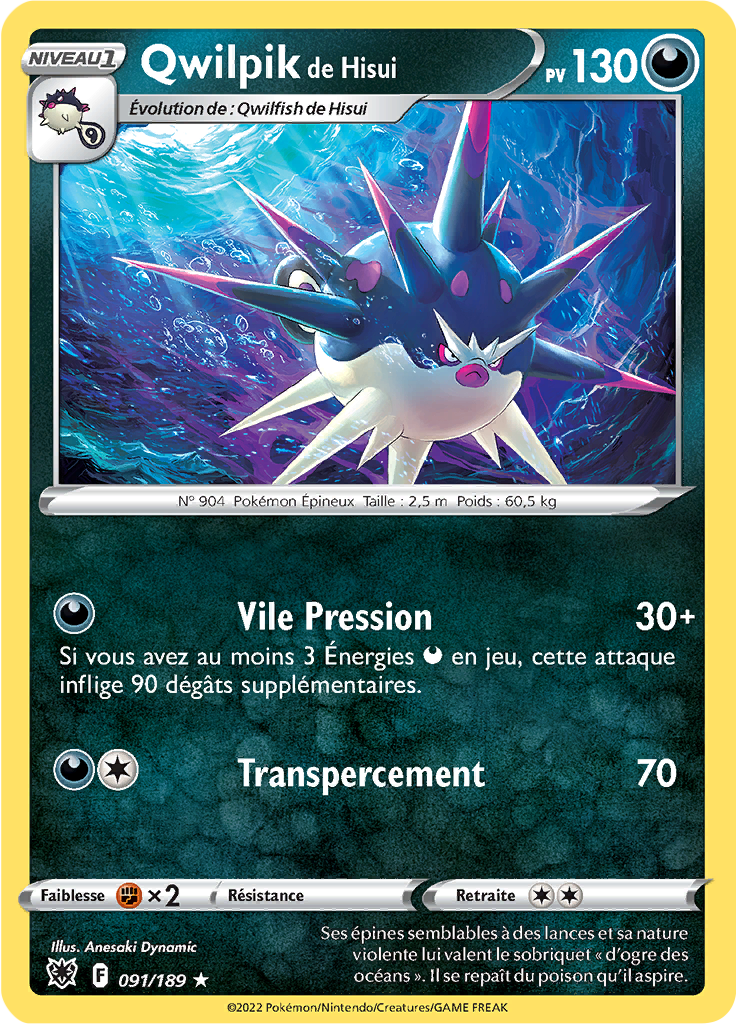 NIVEAU 1
Qwilpik de Hisui
PV 130
Évolution de : Qwilfish de Hisui
N° 904 Pokémon Épineux Taille : 2,5 m Poids : 60,5 kg
Vile Pression 30+
Si vous avez au moins 3 Énergies en jeu, cette attaque
inflige 90 dégâts supplémentaires.
Transpercement 70
Faiblesse ×2 Résistance Retraite
Illus. Anesaki Dynamic
F 091/189 ★
Ses épines semblables à des lances et sa nature
violente lui valent le sobriquet « d'ogre des
océans ». Il se repaît du poison qu'il aspire.
©2022 Pokémon/Nintendo/Creatures/GAME FREAK